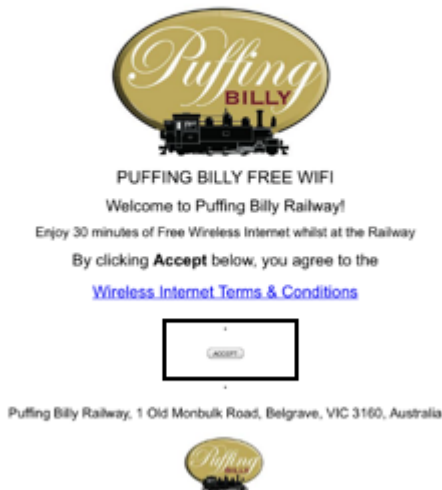 Puffing
BILLY
PUFFING BILLY FREE WIFI
Welcome to Puffing Billy Railway!
Enjoy 30 minutes of Free Wireless Internet whilst at the Railway
By clicking Accept below, you agree to the
Wireless Internet Terms & Conditions
ACCEPT
Puffing Billy Railway, 1 Old Monbulk Road, Belgrave, VIC 3160, Australia
Puffing
BILLY